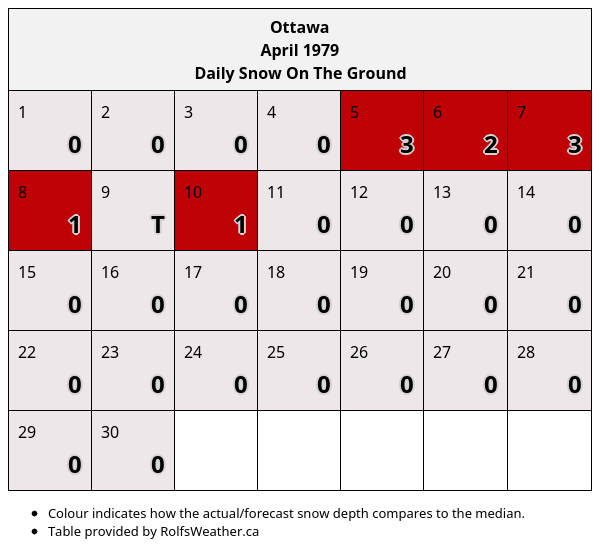 Ottawa
April 1979
Daily Snow On The Ground
1 2 3 4 5 6 7
0 0 0 0 3 2 3
8 9 10 11 12 13 14
1 T 1 0 0 0 0
15 16 17 18 19 20 21
0 0 0 0 0 0 0
22 23 24 25 26 27 28
0 0 0 0 0 0 0
29 30
0 0
• Colour indicates how the actual/forecast snow depth compares to the median.
• Table provided by RolfsWeather.ca